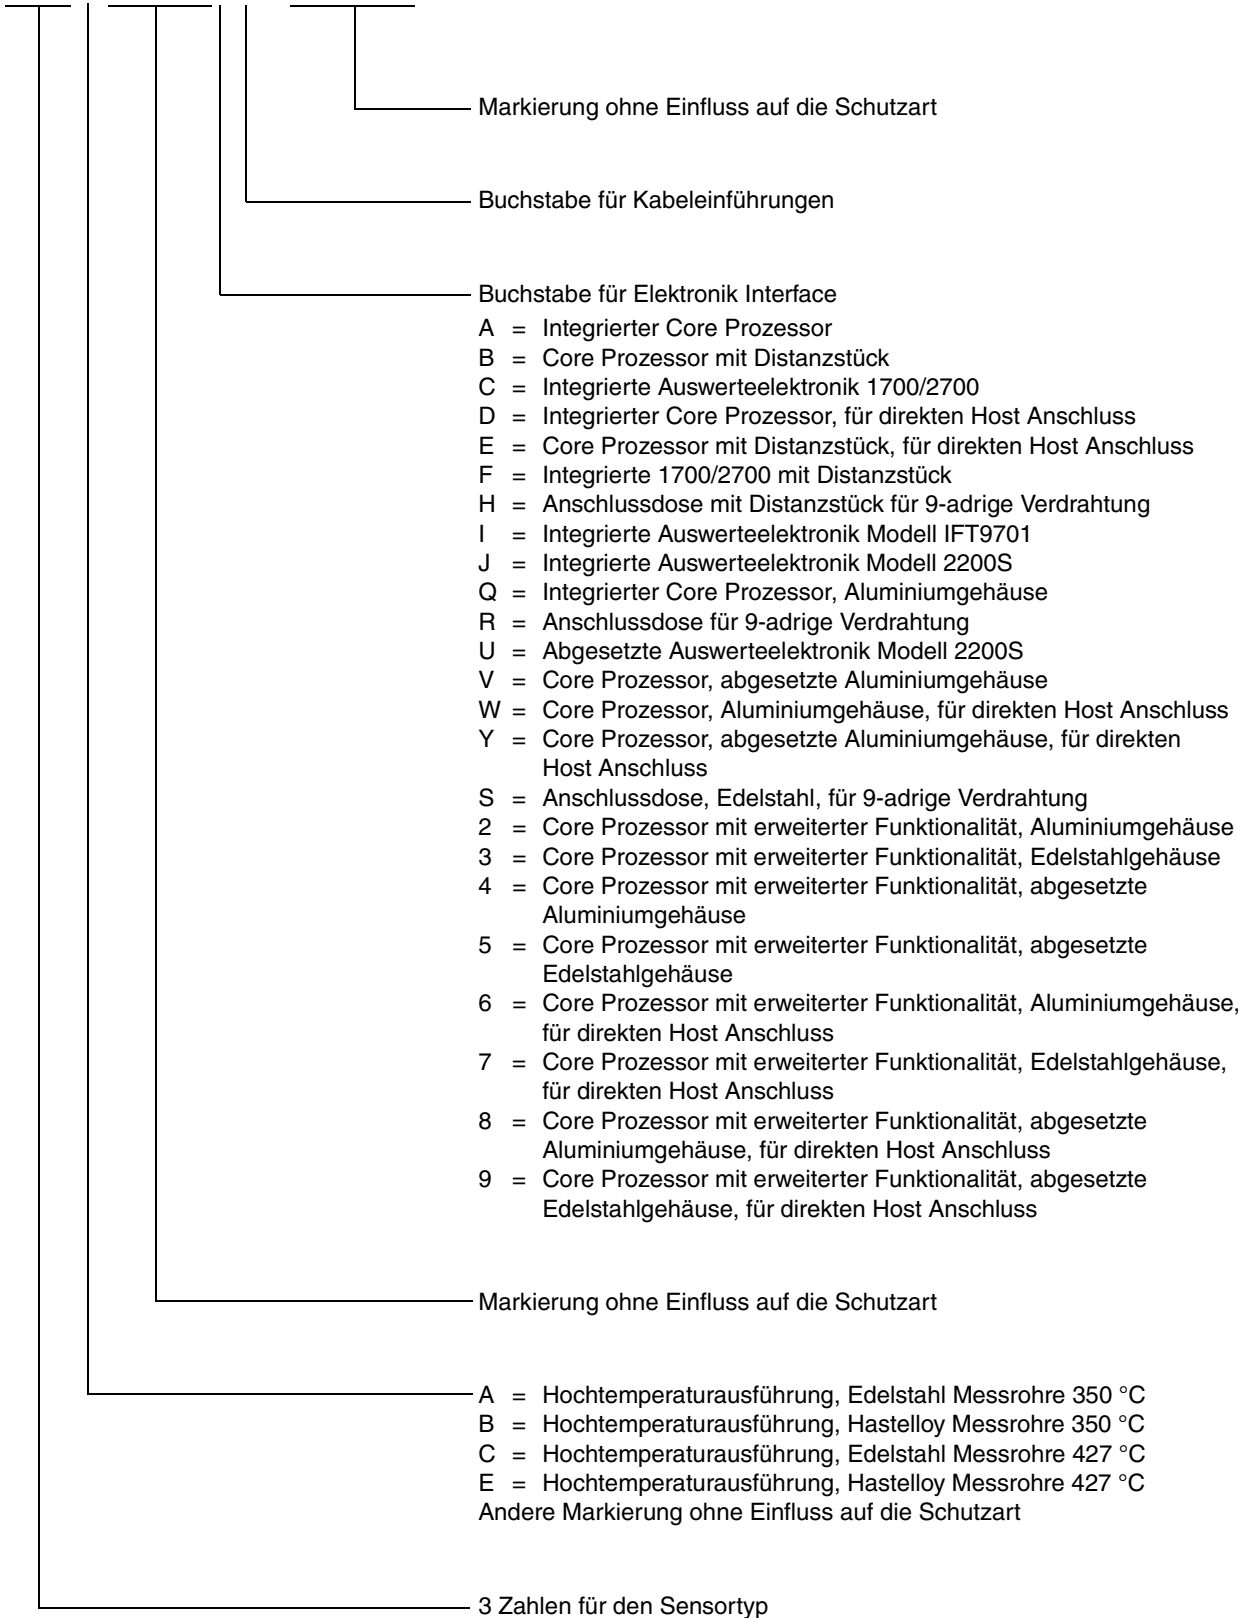 Markierung ohne Einfluss auf die Schutzart
Buchstabe für Kabeleinführungen
Buchstabe für Elektronik Interface
A = Integrierter Core Prozessor
B = Core Prozessor mit Distanzstück
C = Integrierte Auswerteelektronik 1700/2700
D = Integrierter Core Prozessor, für direkten Host Anschluss
E = Core Prozessor mit Distanzstück, für direkten Host Anschluss
F = Integrierte 1700/2700 mit Distanzstück
H = Anschlussdose mit Distanzstück für 9-adrige Verdrahtung
I = Integrierte Auswerteelektronik Modell IFT9701
J = Integrierte Auswerteelektronik Modell 2200S
Q = Integrierter Core Prozessor, Aluminiumgehäuse
R = Anschlussdose für 9-adrige Verdrahtung
U = Abgesetzte Auswerteelektronik Modell 2200S
V = Core Prozessor, abgesetzte Aluminiumgehäuse
W = Core Prozessor, Aluminiumgehäuse, für direkten Host Anschluss
Y = Core Prozessor, abgesetzte Aluminiumgehäuse, für direkten
Host Anschluss
S = Anschlussdose, Edelstahl, für 9-adrige Verdrahtung
2 = Core Prozessor mit erweiterter Funktionalität, Aluminiumgehäuse
3 = Core Prozessor mit erweiterter Funktionalität, Edelstahlgehäuse
4 = Core Prozessor mit erweiterter Funktionalität, abgesetzte
Aluminiumgehäuse
5 = Core Prozessor mit erweiterter Funktionalität, abgesetzte
Edelstahlgehäuse
6 = Core Prozessor mit erweiterter Funktionalität, Aluminiumgehäuse,
für direkten Host Anschluss
7 = Core Prozessor mit erweiterter Funktionalität, Edelstahlgehäuse,
für direkten Host Anschluss
8 = Core Prozessor mit erweiterter Funktionalität, abgesetzte
Aluminiumgehäuse, für direkten Host Anschluss
9 = Core Prozessor mit erweiterter Funktionalität, abgesetzte
Edelstahlgehäuse, für direkten Host Anschluss
Markierung ohne Einfluss auf die Schutzart
A = Hochtemperaturausführung, Edelstahl Messrohre 350 °C
B = Hochtemperaturausführung, Hastelloy Messrohre 350 °C
C = Hochtemperaturausführung, Edelstahl Messrohre 427 °C
E = Hochtemperaturausführung, Hastelloy Messrohre 427 °C
Andere Markierung ohne Einfluss auf die Schutzart
3 Zahlen für den Sensortyp